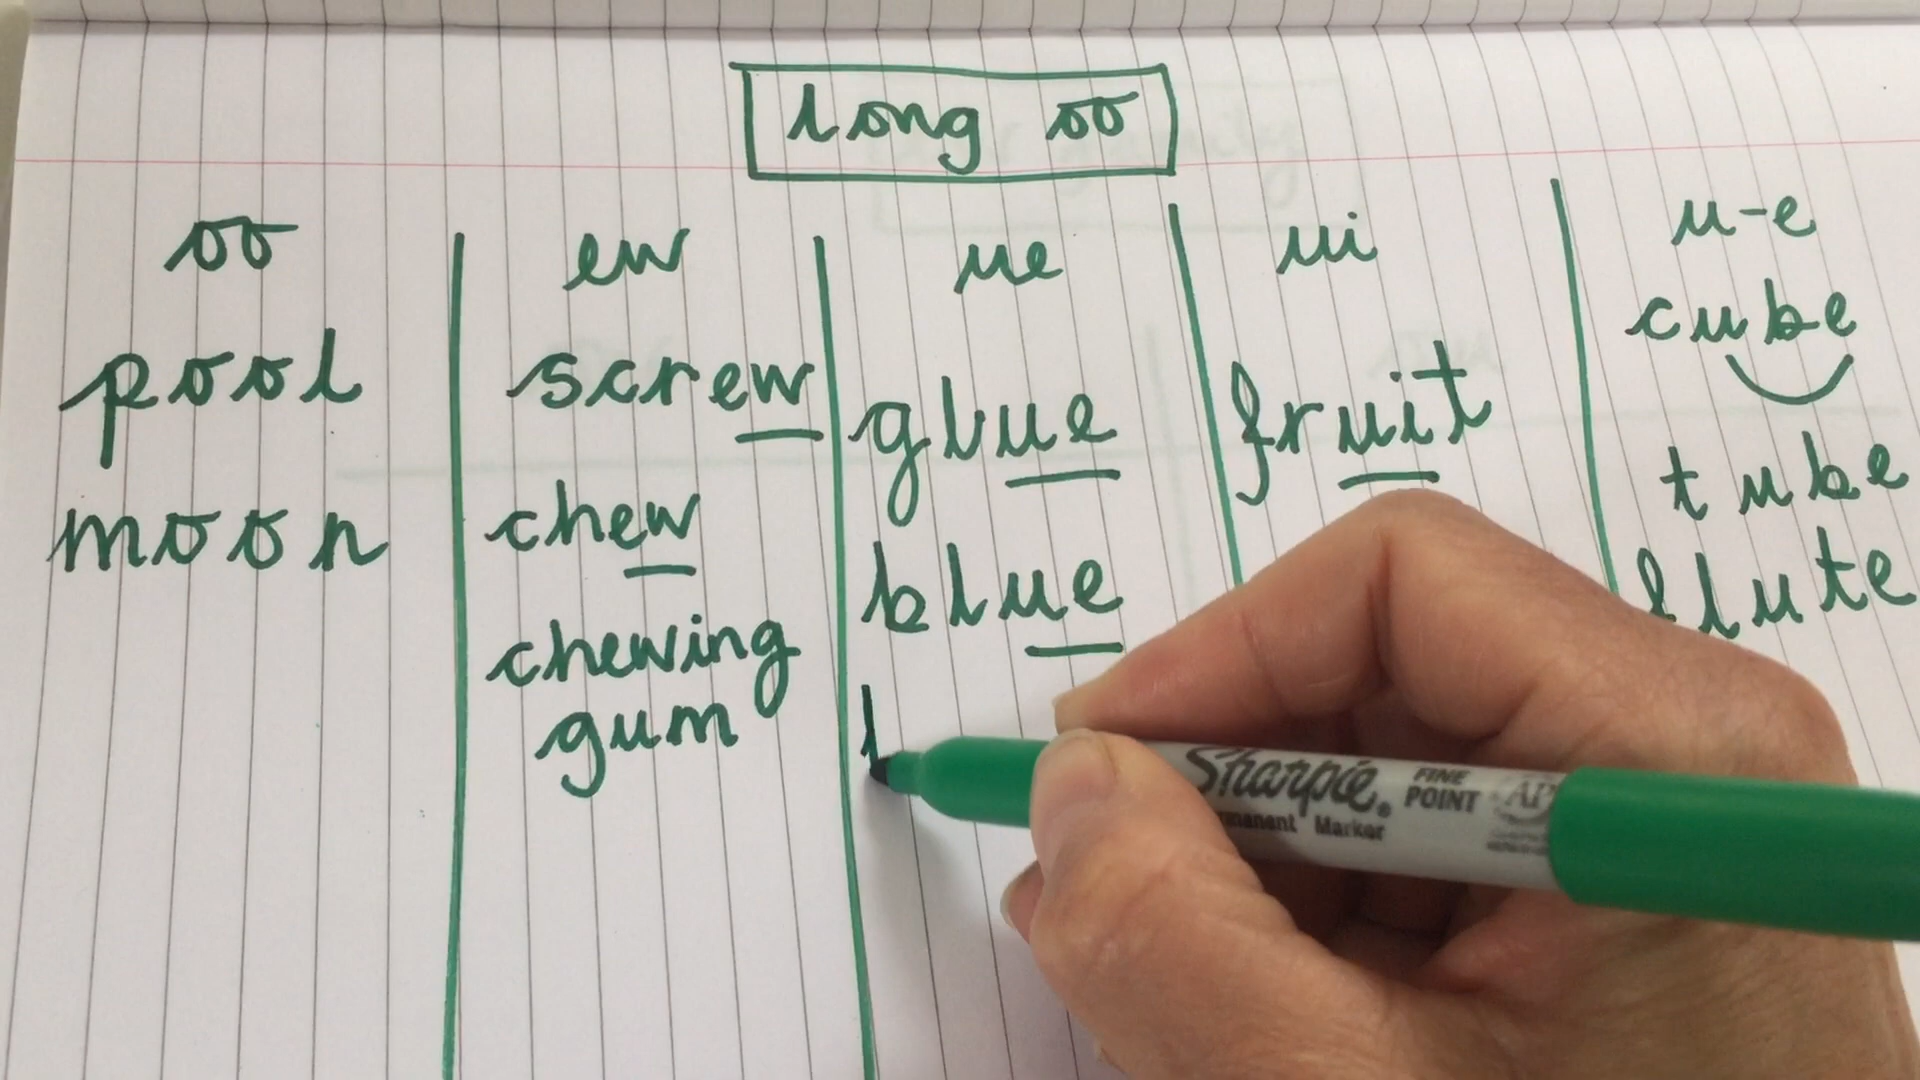 long oo
oo
pool
moon
ew
screw
chew
chewing
gum
ue
glue
blue
ui
fruit
u-e
cube
tube
flute
Sharpie.
FINE
POINT
Marker
AP